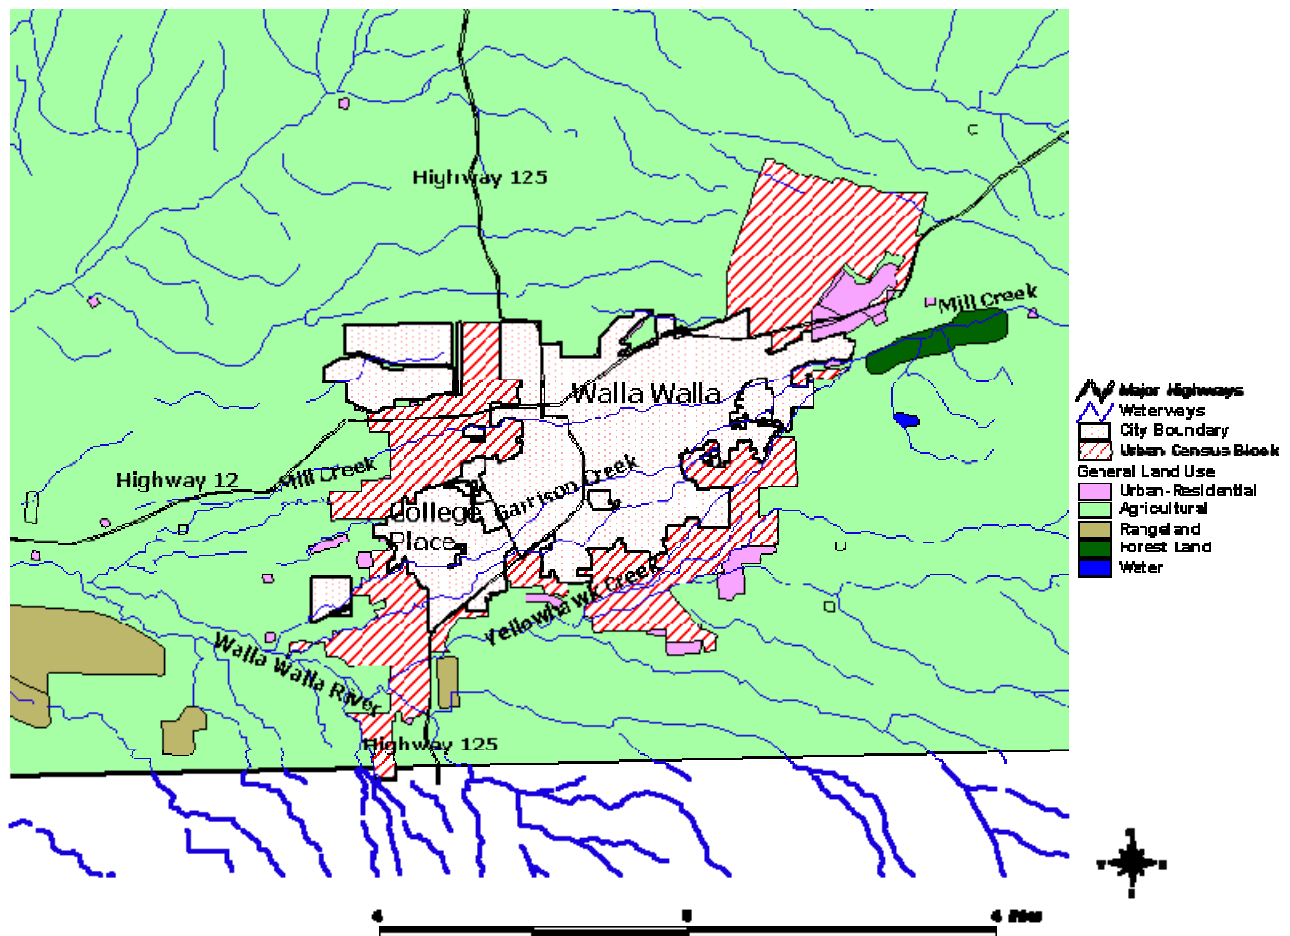 C
Highway 125
Mill Creek
Walla Walla
Highway 12
Mill Creek
Garrison Creek
College
Place
Yellowhawk Creek
Walla Walla River
Highway 125
Major Highways
Waterways
City Boundary
Urban Census Block
General Land Use
Urban-Residential
Agricultural
Rangeland
Forest Land
Water
4
4